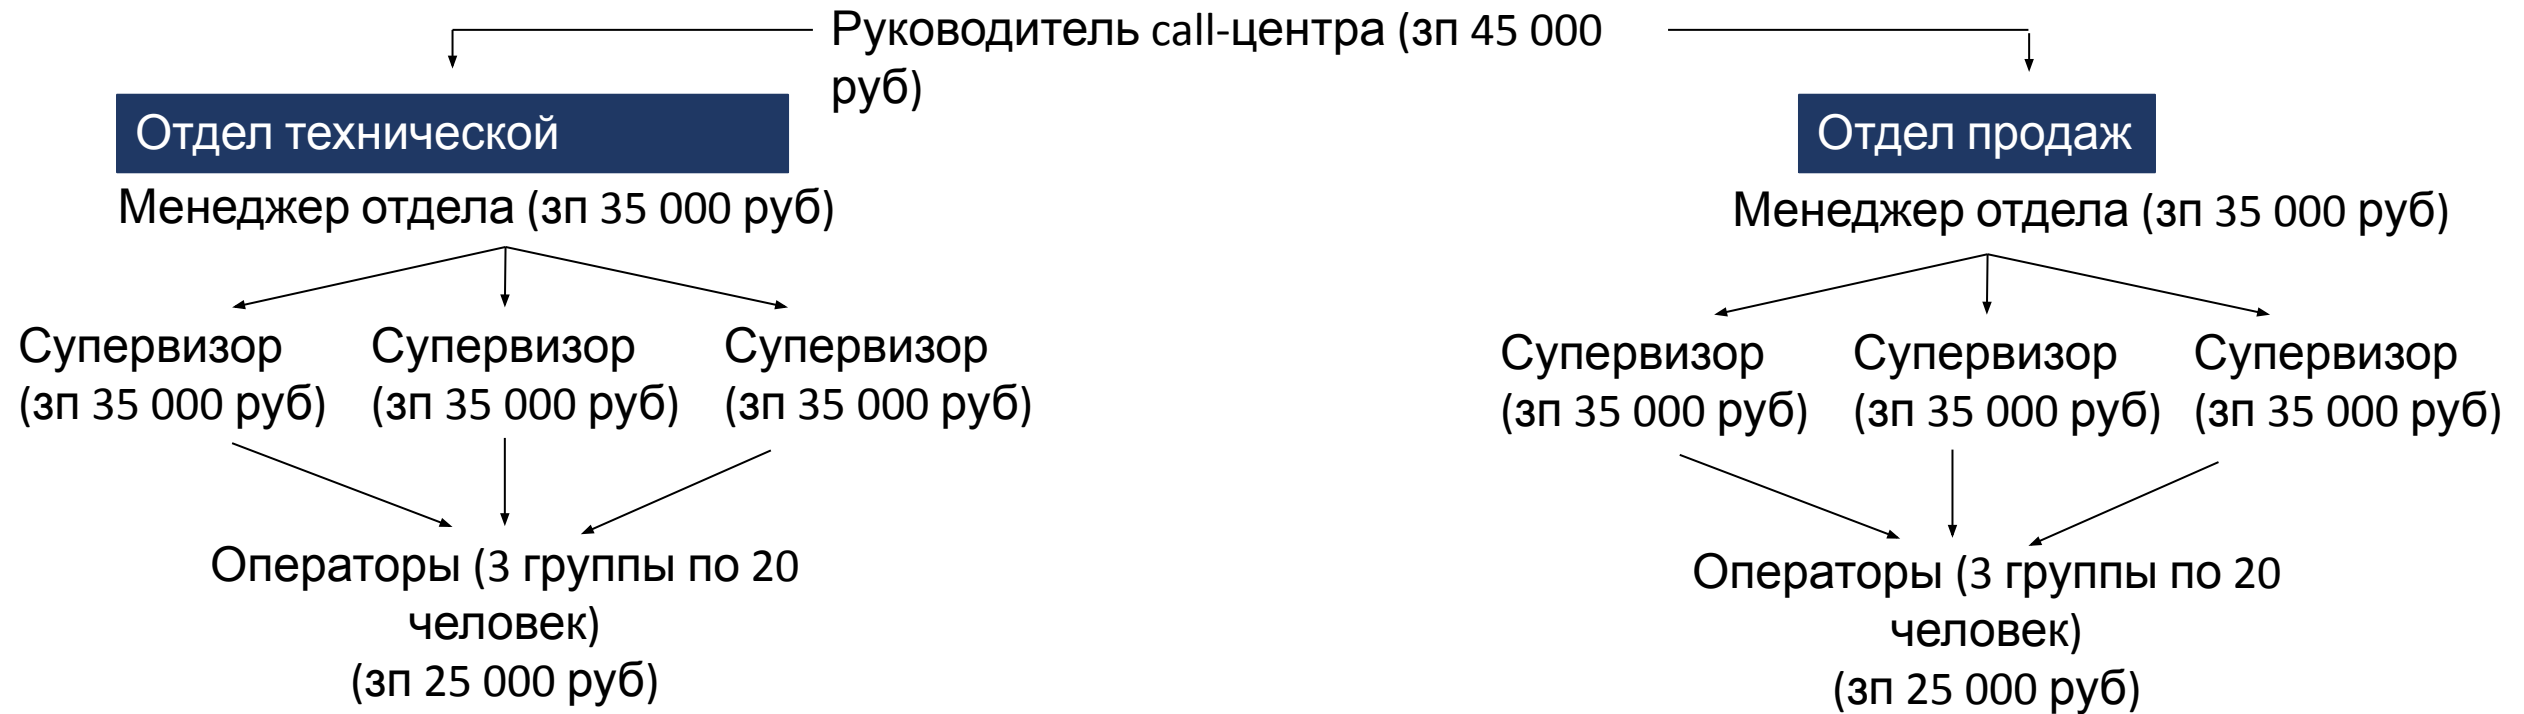 Руководитель call-центра (зп 45 000
руб)
Отдел технической
Менеджер отдела (зп 35 000 руб)
Супервизор
(зп 35 000 руб)
Супервизор
(зп 35 000 руб)
Супервизор
(зп 35 000 руб)
Операторы (3 группы по 20
человек)
(зп 25 000 руб)
Отдел продаж
Менеджер отдела (зп 35 000 руб)
Супервизор
(зп 35 000 руб)
Супервизор
(зп 35 000 руб)
Супервизор
(зп 35 000 руб)
Операторы (3 группы по 20
человек)
(зп 25 000 руб)